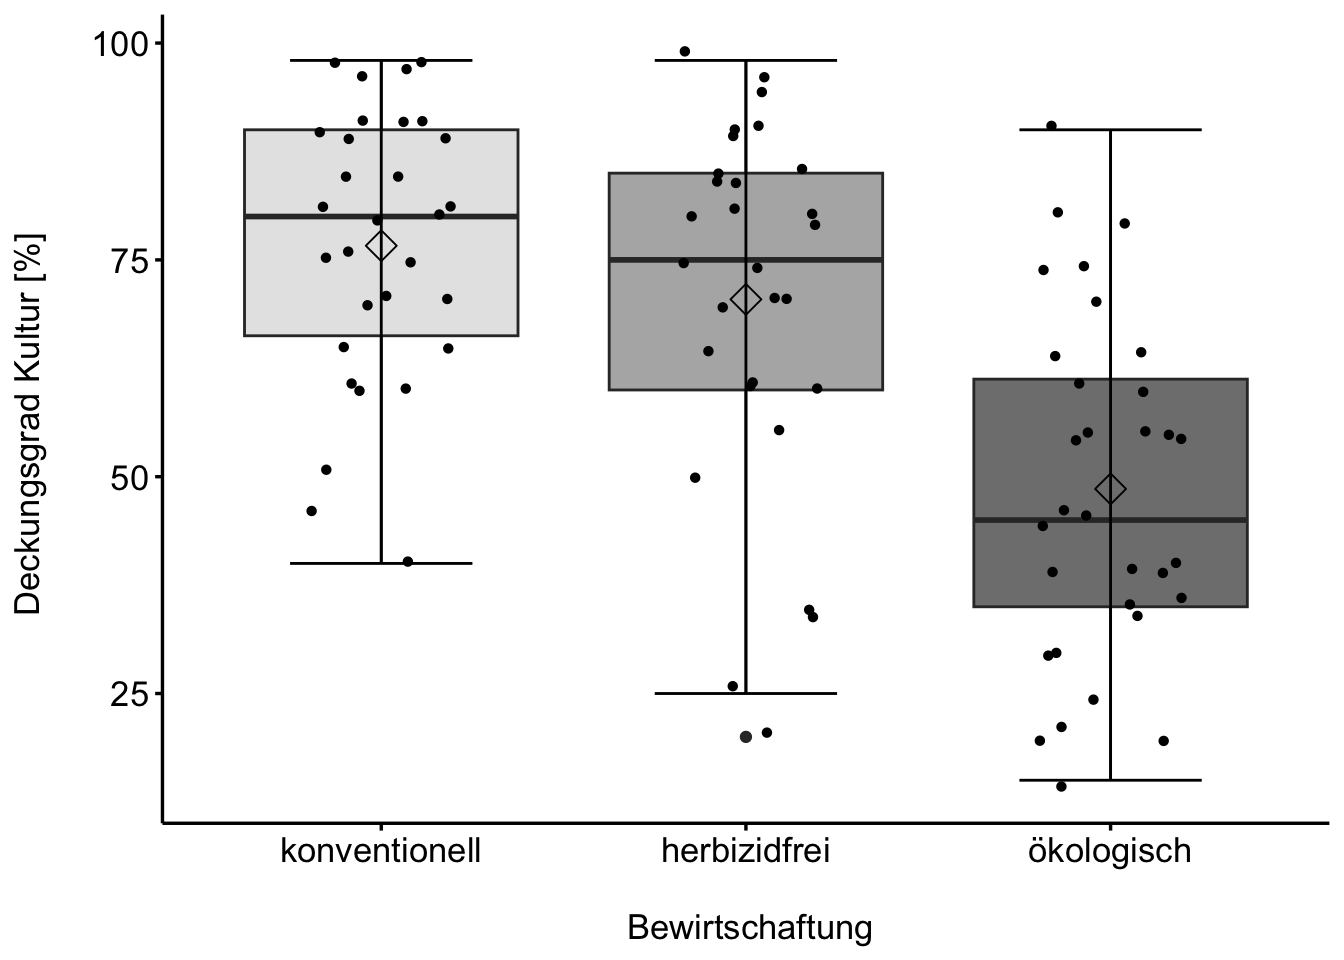 Deckungsgrad Kultur [%]
100
75
50
25
konventionell
herbizidfrei
ökologisch
Bewirtschaftung